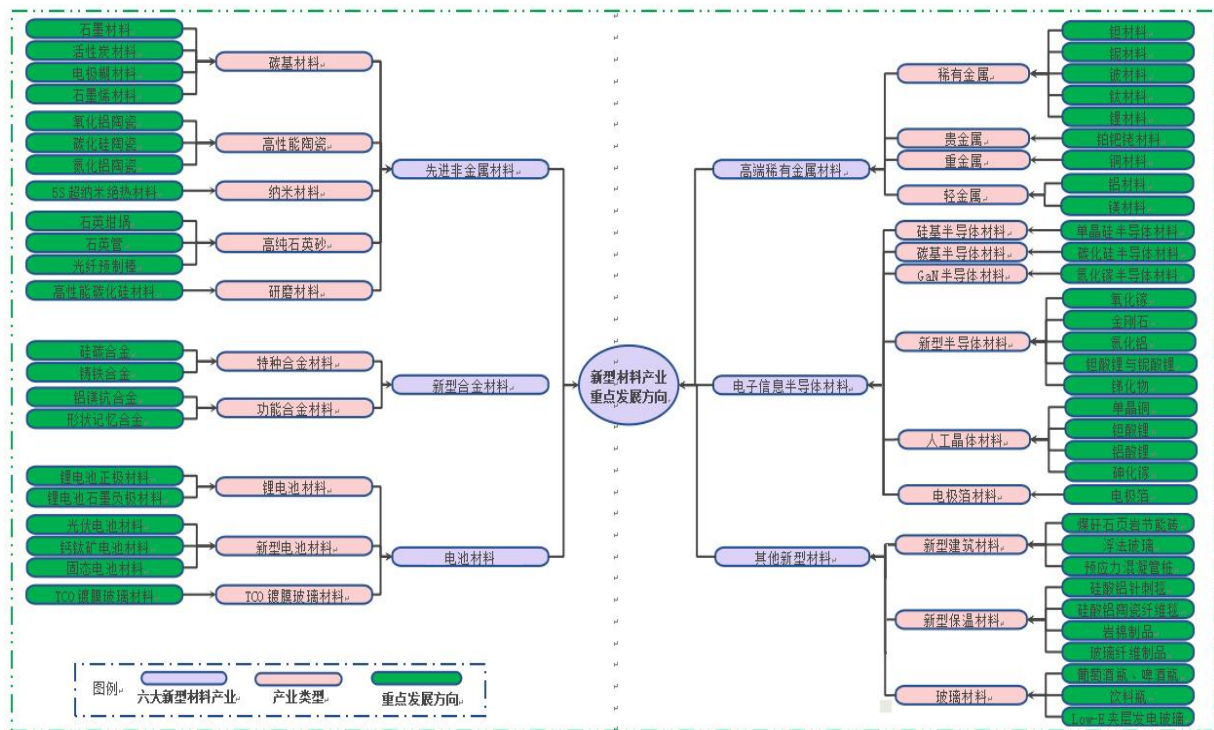 石墨材料
活性炭材料
电极糊材料
石墨烯材料
碳基材料
氧化铝陶瓷
碳化硅陶瓷
氮化铝陶瓷
高性能陶瓷
6S超纳米绝热材料
纳米材料
石英坩埚
石英管
光纤预制棒
高纯石英砂
高性能碳化硅材料
研磨材料
先进非金属材料
硅碳合金
铸铁合金
特种合金材料
铝镁钪合金
形状记忆合金
功能合金材料
新型合金材料
锂电池正极材料
锂电池石墨负极材料
锂电池材料
光伏电池材料
钙钛矿电池材料
固态电池材料
新型电池材料
TCO镀膜玻璃材料
TCO镀膜玻璃材料
电池材料
新型材料产业
重点发展方向
高端稀有金属材料
稀有金属
钽材料
铌材料
铍材料
钛材料
锂材料
贵金属
铂钯铑材料
重金属
铜材料
轻金属
铝材料
镁材料
电子信息半导体材料
硅基半导体材料
单晶硅半导体材料
碳基半导体材料
碳化硅半导体材料
GaN半导体材料
氮化镓半导体材料
新型半导体材料
氧化镓
金刚石
氮化铝
钽酸锂与铌酸锂
锑化物
人工晶体材料
单晶铜
钽酸锂
铝酸锂
砷化镓
电极箔材料
电极箔
其他新型材料
新型建筑材料
煤矸石页岩节能砖
浮法玻璃
预应力混凝管桩
新型保温材料
硅酸铝针刺毯
硅酸铝陶瓷纤维毯
岩棉制品
玻璃纤维制品
玻璃材料
葡萄酒瓶、啤酒瓶
饮料瓶
Low-E夹层发电玻璃
图例
六大新型材料产业
产业类型
重点发展方向